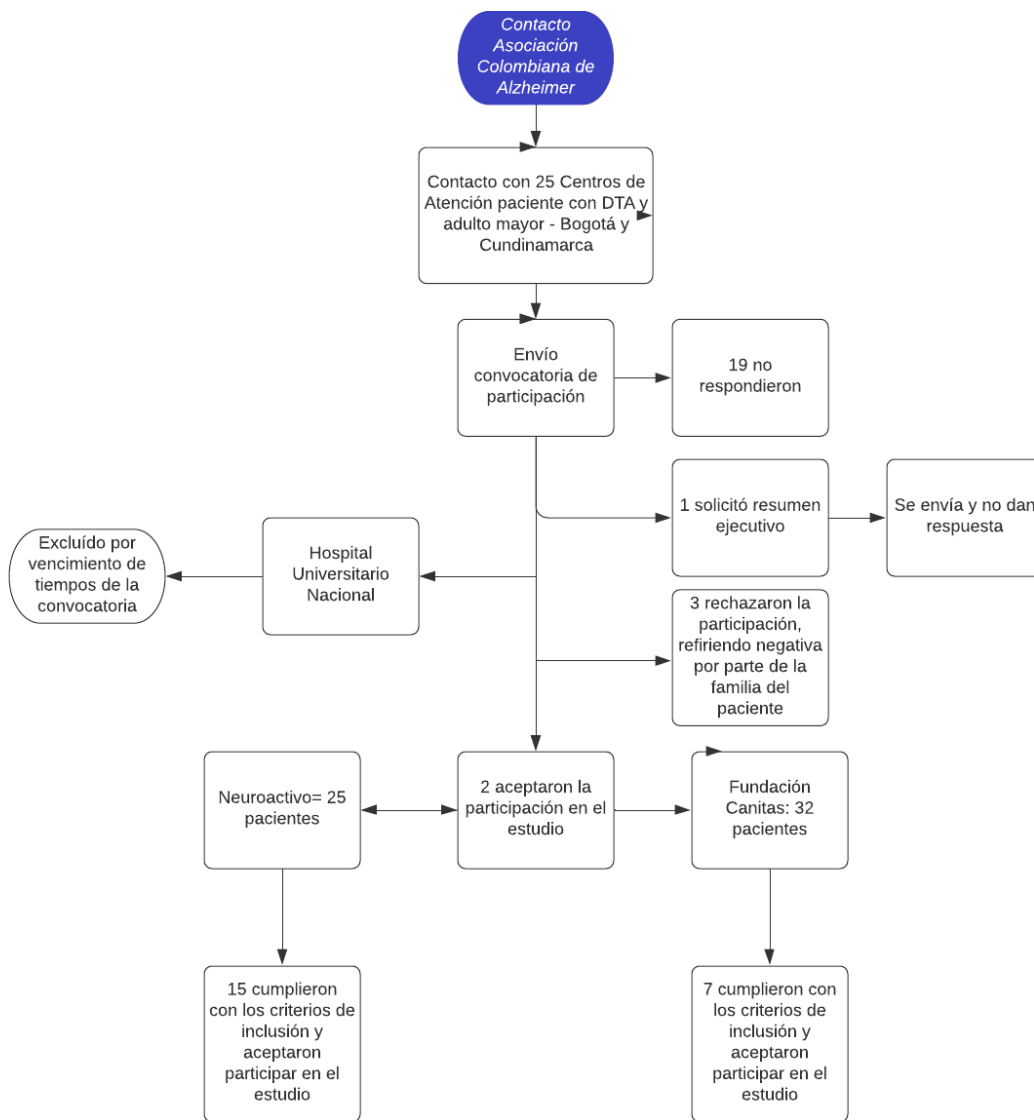 Contacto
Asociación
Colombiana de
Alzheimer
Contacto con 25 Centros de
Atención paciente con DTA y
adulto mayor - Bogotá y
Cundinamarca
Envío
convocatoria de
participación
19 no
respondieron
1 solicitó resumen
ejecutivo
Se envía y no dan
respuesta
Hospital
Universitario
Nacional
Excluído por
vencimiento de
tiempos de la
convocatoria
3 rechazaron la
participación,
refiriendo negativa
por parte de la
familia del
paciente
Neuroactivo= 25
pacientes
2 aceptaron la
participación en el
estudio
Fundación
Canitas: 32
pacientes
15 cumplieron
con los criterios de
inclusión y
aceptaron
participar en el
estudio
7 cumplieron con
los criterios de
inclusión y
aceptaron
participar en el
estudio